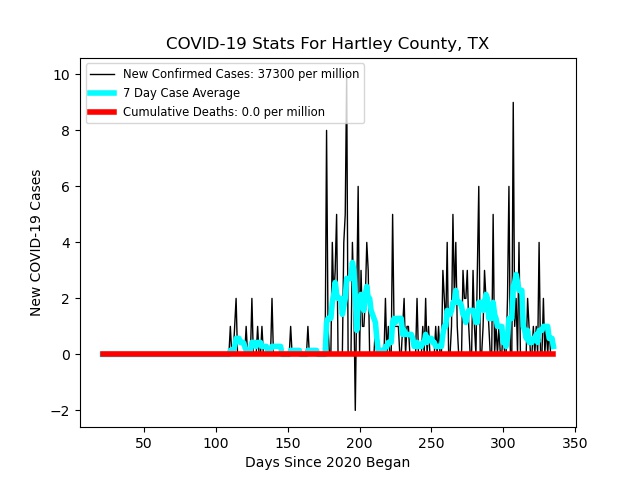 COVID-19 Stats For Hartley County, TX
New Confirmed Cases: 37300 per million
7 Day Case Average
Cumulative Deaths: 0.0 per million
New COVID-19 Cases
10
8
6
4
2
0
−2
50
100
150
200
250
300
350
Days Since 2020 Began